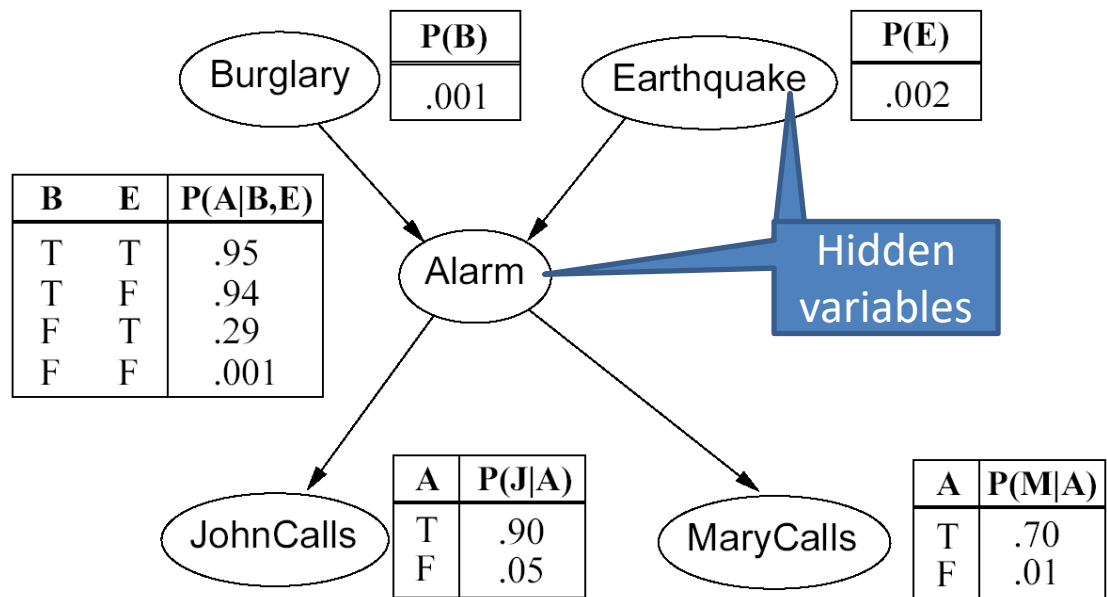 P(B)
.001
Burglary
P(E)
.002
Earthquake
B E P(A|B,E)
T T .95
T F .94
F T .29
F F .001
Alarm
Hidden
variables
JohnCalls
A P(J|A)
T .90
F .05
MaryCalls
A P(M|A)
T .70
F .01